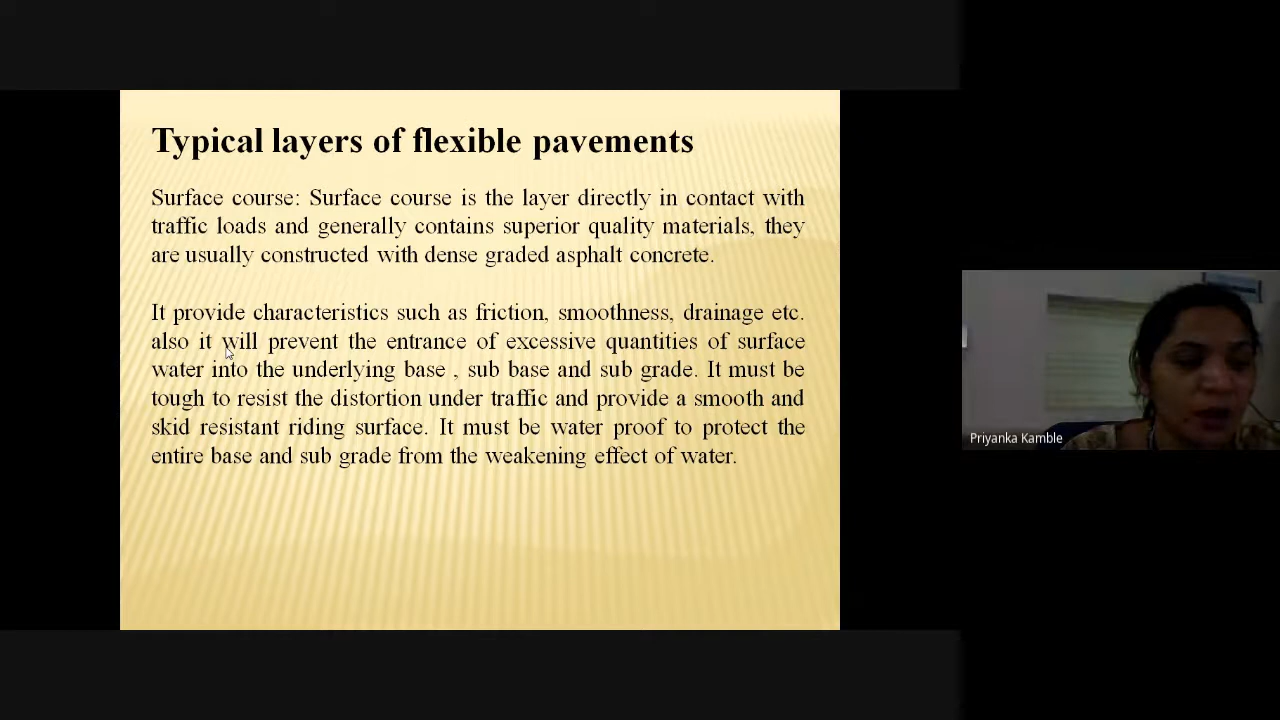 Typical layers of flexible pavements
Surface course: Surface course is the layer directly in contact with
traffic loads and generally contains superior quality materials, they
are usually constructed with dense graded asphalt concrete.
It provide characteristics such as friction, smoothness, drainage etc.
also it will prevent the entrance of excessive quantities of surface
water into the underlying base , sub base and sub grade. It must be
tough to resist the distortion under traffic and provide a smooth and
skid resistant riding surface. It must be water proof to protect the
entire base and sub grade from the weakening effect of water.
Priyanka Kamble